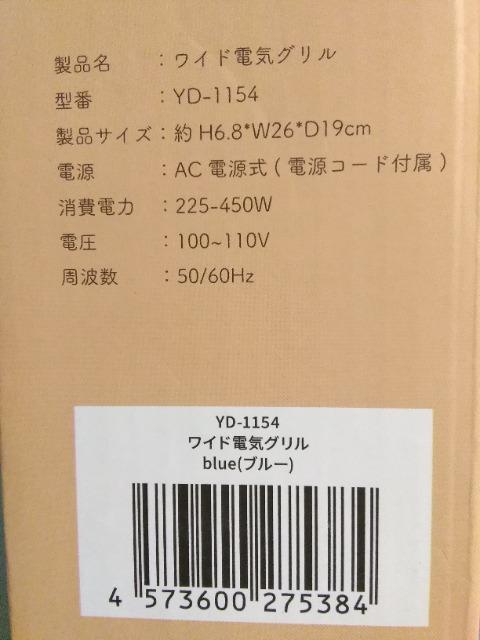 製品名 ：ワイド電気グリル
型番 ：YD-1154
製品サイズ：約 H6.8*W26*D19cm
電源 ：AC 電源式 ( 電源コード付属 )
消費電力 ：225-450W
電圧 ：100~110V
周波数 ：50/60Hz
YD-1154
ワイド電気グリル
blue(ブルー)
4 573600 275384